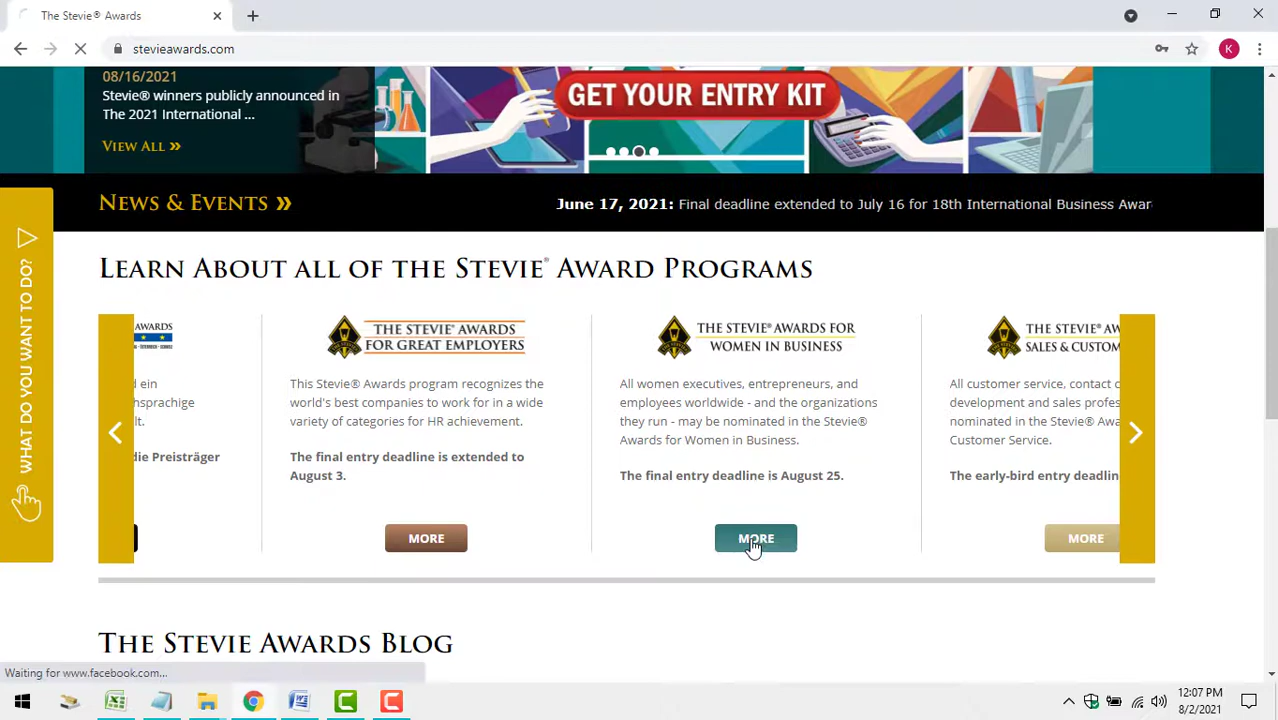 The Stevie® Awards
stevieawards.com
K
08/16/2021
Stevie® winners publicly announced in
The 2021 International ...
VIEW ALL »
GET YOUR ENTRY KIT
NEWS & EVENTS »
June 17, 2021: Final deadline extended to July 16 for 18th International Business Awar
WHAT DO YOU WANT TO DO?
LEARN ABOUT ALL OF THE STEVIE® AWARD PROGRAMS
AWARDS
d ein
hsprachige
lt.
die Preisträger
THE STEVIE® AWARDS
FOR GREAT EMPLOYERS
This Stevie® Awards program recognizes the
world's best companies to work for in a wide
variety of categories for HR achievement.
The final entry deadline is extended to
August 3.
MORE
THE STEVIE® AWARDS FOR
WOMEN IN BUSINESS
All women executives, entrepreneurs, and
employees worldwide - and the organizations
they run - may be nominated in the Stevie®
Awards for Women in Business.
The final entry deadline is August 25.
MORE
THE STEVIE® AW
SALES & CUSTOM
All customer service, contact c
development and sales profes
nominated in the Stevie® Awa
Customer Service.
The early-bird entry deadlin
MORE
THE STEVIE AWARDS BLOG
Waiting for www.facebook.com...
12:07 PM
8/2/2021